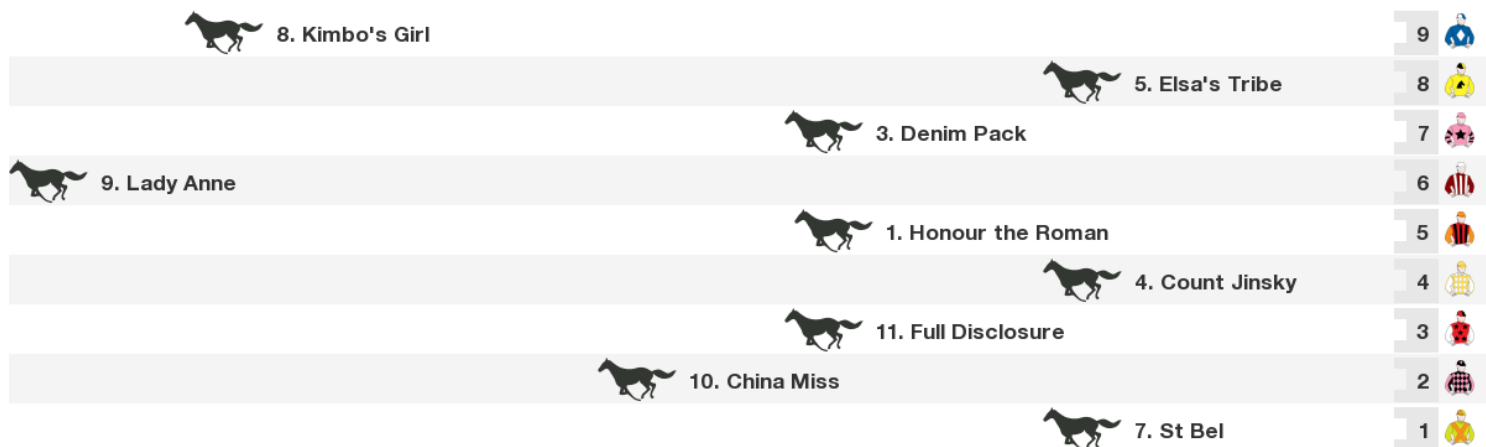 8. Kimbo's Girl 9
5. Elsa's Tribe 8
3. Denim Pack 7
9. Lady Anne 6
1. Honour the Roman 5
4. Count Jinsky 4
11. Full Disclosure 3
10. China Miss 2
7. St Bel 1